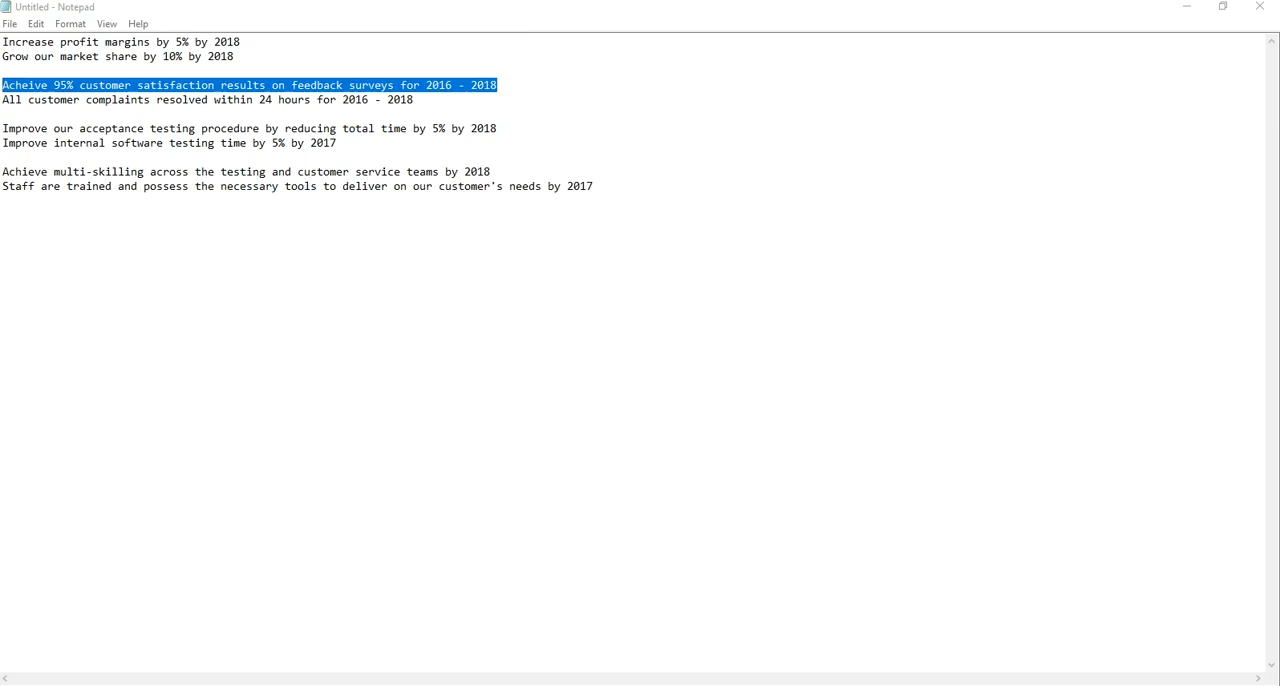 Untitled - Notepad
File Edit Format View Help
Increase profit margins by 5% by 2018
Grow our market share by 10% by 2018
Acheive 95% customer satisfaction results on feedback surveys for 2016 - 2018
All customer complaints resolved within 24 hours for 2016 - 2018
Improve our acceptance testing procedure by reducing total time by 5% by 2018
Improve internal software testing time by 5% by 2017
Achieve multi-skilling across the testing and customer service teams by 2018
Staff are trained and possess the necessary tools to deliver on our customer's needs by 2017